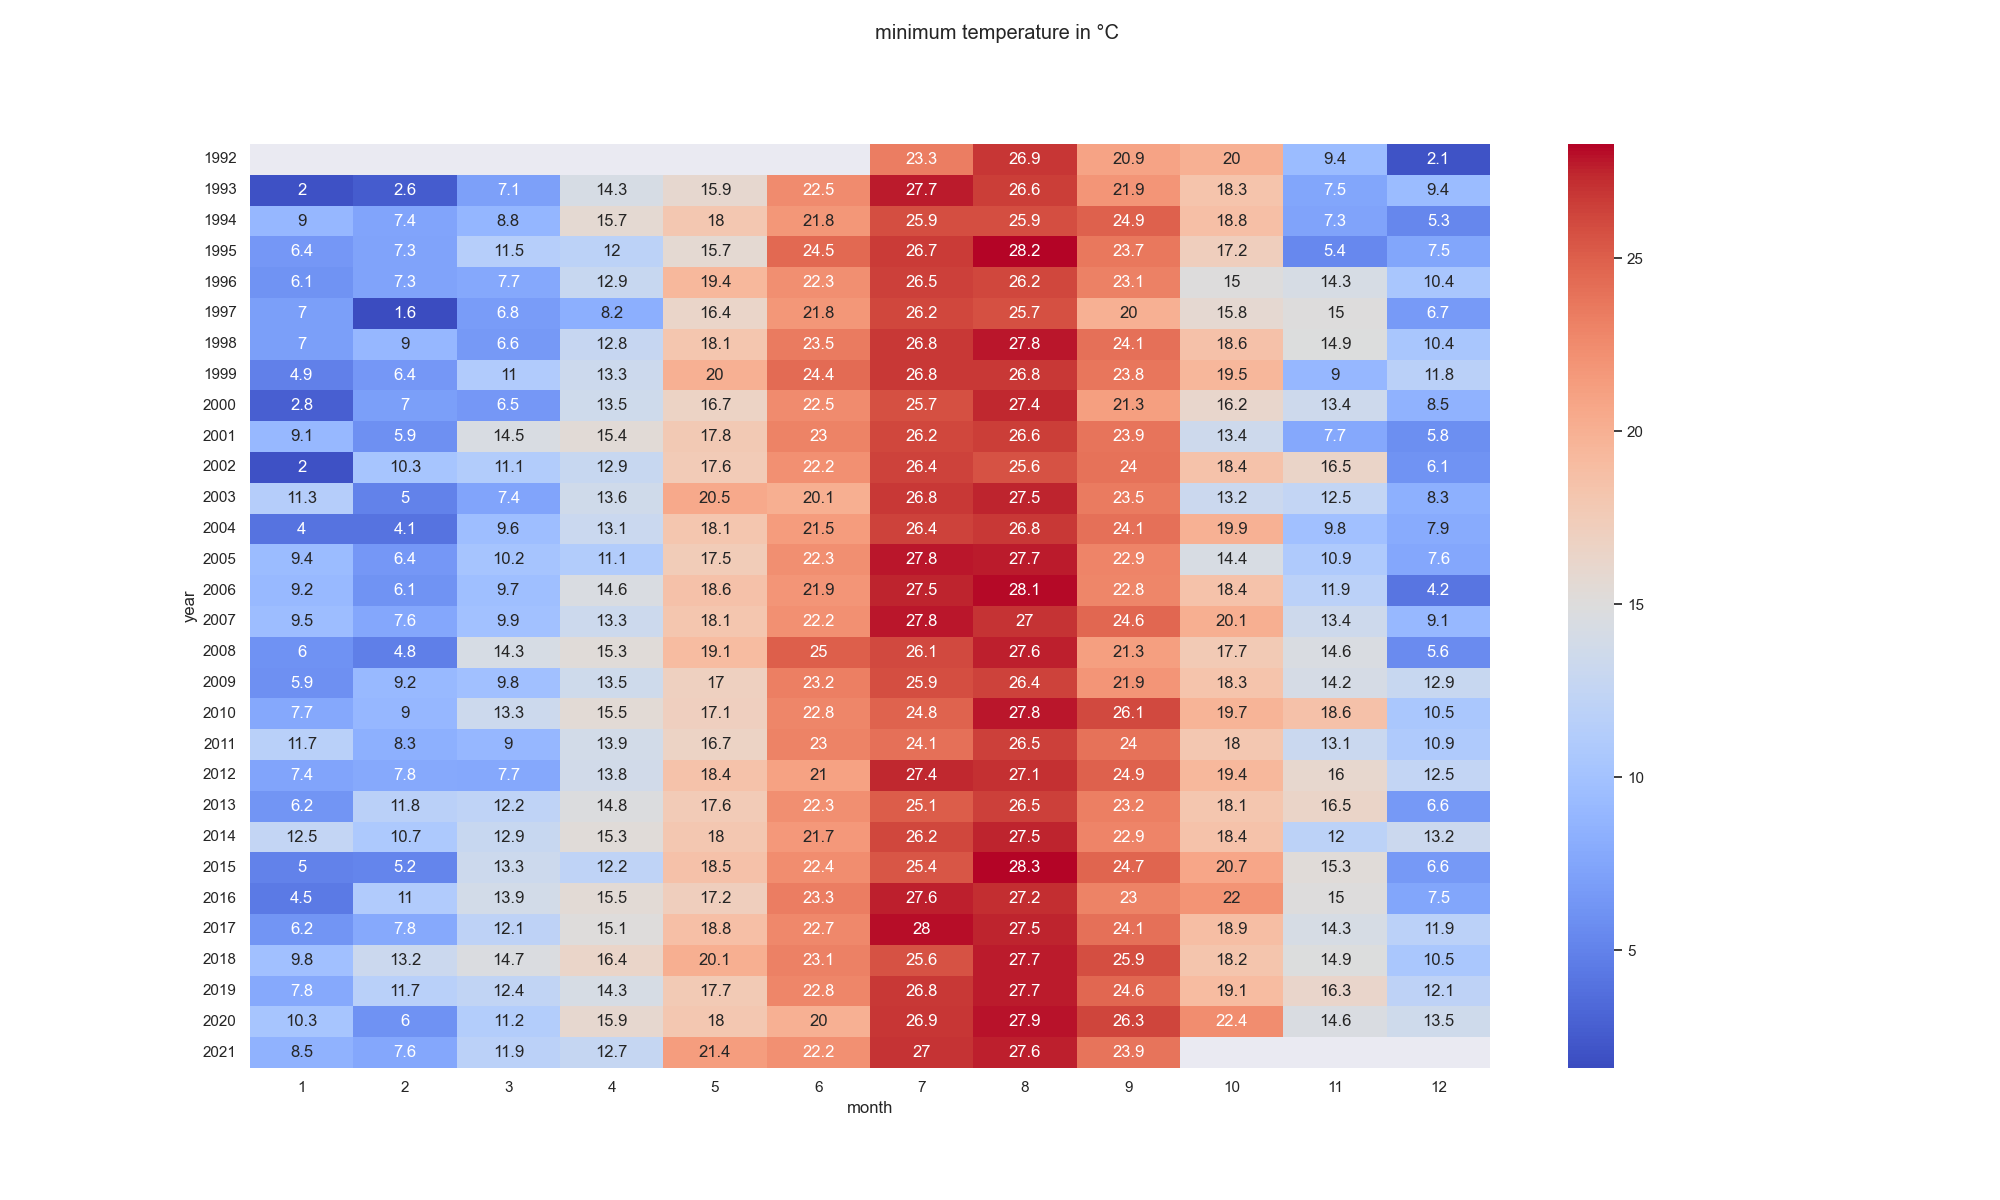 minimum temperature in °C
1992 23.3 26.9 20.9 20 9.4 2.1
1993 2 2.6 7.1 14.3 15.9 22.5 27.7 26.6 21.9 18.3 7.5 9.4
1994 9 7.4 8.8 15.7 18 21.8 25.9 25.9 24.9 18.8 7.3 5.3
1995 6.4 7.3 11.5 12 15.7 24.5 26.7 28.2 23.7 17.2 5.4 7.5
1996 6.1 7.3 7.7 12.9 19.4 22.3 26.5 26.2 23.1 15 14.3 10.4
1997 7 1.6 6.8 8.2 16.4 21.8 26.2 25.7 20 15.8 15 6.7
1998 7 9 6.6 12.8 18.1 23.5 26.8 27.8 24.1 18.6 14.9 10.4
1999 4.9 6.4 11 13.3 20 24.4 26.8 26.8 23.8 19.5 9 11.8
2000 2.8 7 6.5 13.5 16.7 22.5 25.7 27.4 21.3 16.2 13.4 8.5
2001 9.1 5.9 14.5 15.4 17.8 23 26.2 26.6 23.9 13.4 7.7 5.8
2002 2 10.3 11.1 12.9 17.6 22.2 26.4 25.6 24 18.4 16.5 6.1
2003 11.3 5 7.4 13.6 20.5 20.1 26.8 27.5 23.5 13.2 12.5 8.3
2004 4 4.1 9.6 13.1 18.1 21.5 26.4 26.8 24.1 19.9 9.8 7.9
2005 9.4 6.4 10.2 11.1 17.5 22.3 27.8 27.7 22.9 14.4 10.9 7.6
2006 9.2 6.1 9.7 14.6 18.6 21.9 27.5 28.1 22.8 18.4 11.9 4.2
2007 9.5 7.6 9.9 13.3 18.1 22.2 27.8 27 24.6 20.1 13.4 9.1
2008 6 4.8 14.3 15.3 19.1 25 26.1 27.6 21.3 17.7 14.6 5.6
2009 5.9 9.2 9.8 13.5 17 23.2 25.9 26.4 21.9 18.3 14.2 12.9
2010 7.7 9 13.3 15.5 17.1 22.8 24.8 27.8 26.1 19.7 18.6 10.5
2011 11.7 8.3 9 13.9 16.7 23 24.1 26.5 24 18 13.1 10.9
2012 7.4 7.8 7.7 13.8 18.4 21 27.4 27.1 24.9 19.4 16 12.5
2013 6.2 11.8 12.2 14.8 17.6 22.3 25.1 26.5 23.2 18.1 16.5 6.6
2014 12.5 10.7 12.9 15.3 18 21.7 26.2 27.5 22.9 18.4 12 13.2
2015 5 5.2 13.3 12.2 18.5 22.4 25.4 28.3 24.7 20.7 15.3 6.6
2016 4.5 11 13.9 15.5 17.2 23.3 27.6 27.2 23 22 15 7.5
2017 6.2 7.8 12.1 15.1 18.8 22.7 28 27.5 24.1 18.9 14.3 11.9
2018 9.8 13.2 14.7 16.4 20.1 23.1 25.6 27.7 25.9 18.2 14.9 10.5
2019 7.8 11.7 12.4 14.3 17.7 22.8 26.8 27.7 24.6 19.1 16.3 12.1
2020 10.3 6 11.2 15.9 18 20 26.9 27.9 26.3 22.4 14.6 13.5
2021 8.5 7.6 11.9 12.7 21.4 22.2 27 27.6 23.9
1 2 3 4 5 6 7 8 9 10 11 12
month
year
25
20
15
10
5